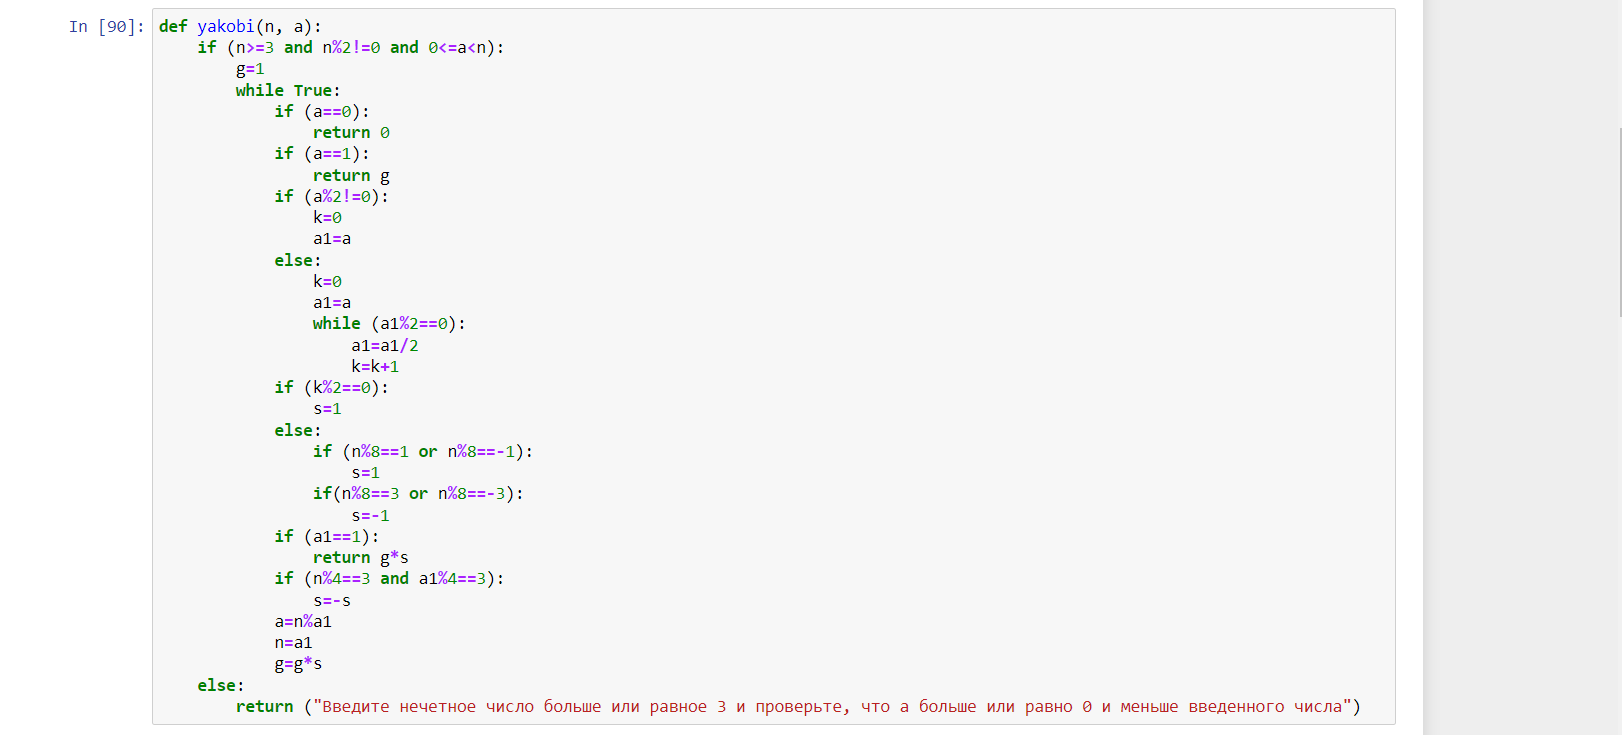 In [90]: def yakobi(n, a):
    if (n>=3 and n%2!=0 and 0<=a<n):
        g=1
        while True:
            if (a==0):
                return 0
            if (a==1):
                return g
            if (a%2!=0):
                k=0
                a1=a
            else:
                k=0
                a1=a
                while (a1%2==0):
                    a1=a1/2
                    k=k+1
            if (k%2==0):
                s=1
            else:
                if (n%8==1 or n%8==-1):
                    s=1
                if(n%8==3 or n%8==-3):
                    s=-1
            if (a1==1):
                return g*s
            if (n%4==3 and a1%4==3):
                s=-s
            a=n%a1
            n=a1
            g=g*s
    else:
        return ("Введите нечетное число больше или равное 3 и проверьте, что а больше или равно 0 и меньше введенного числа")